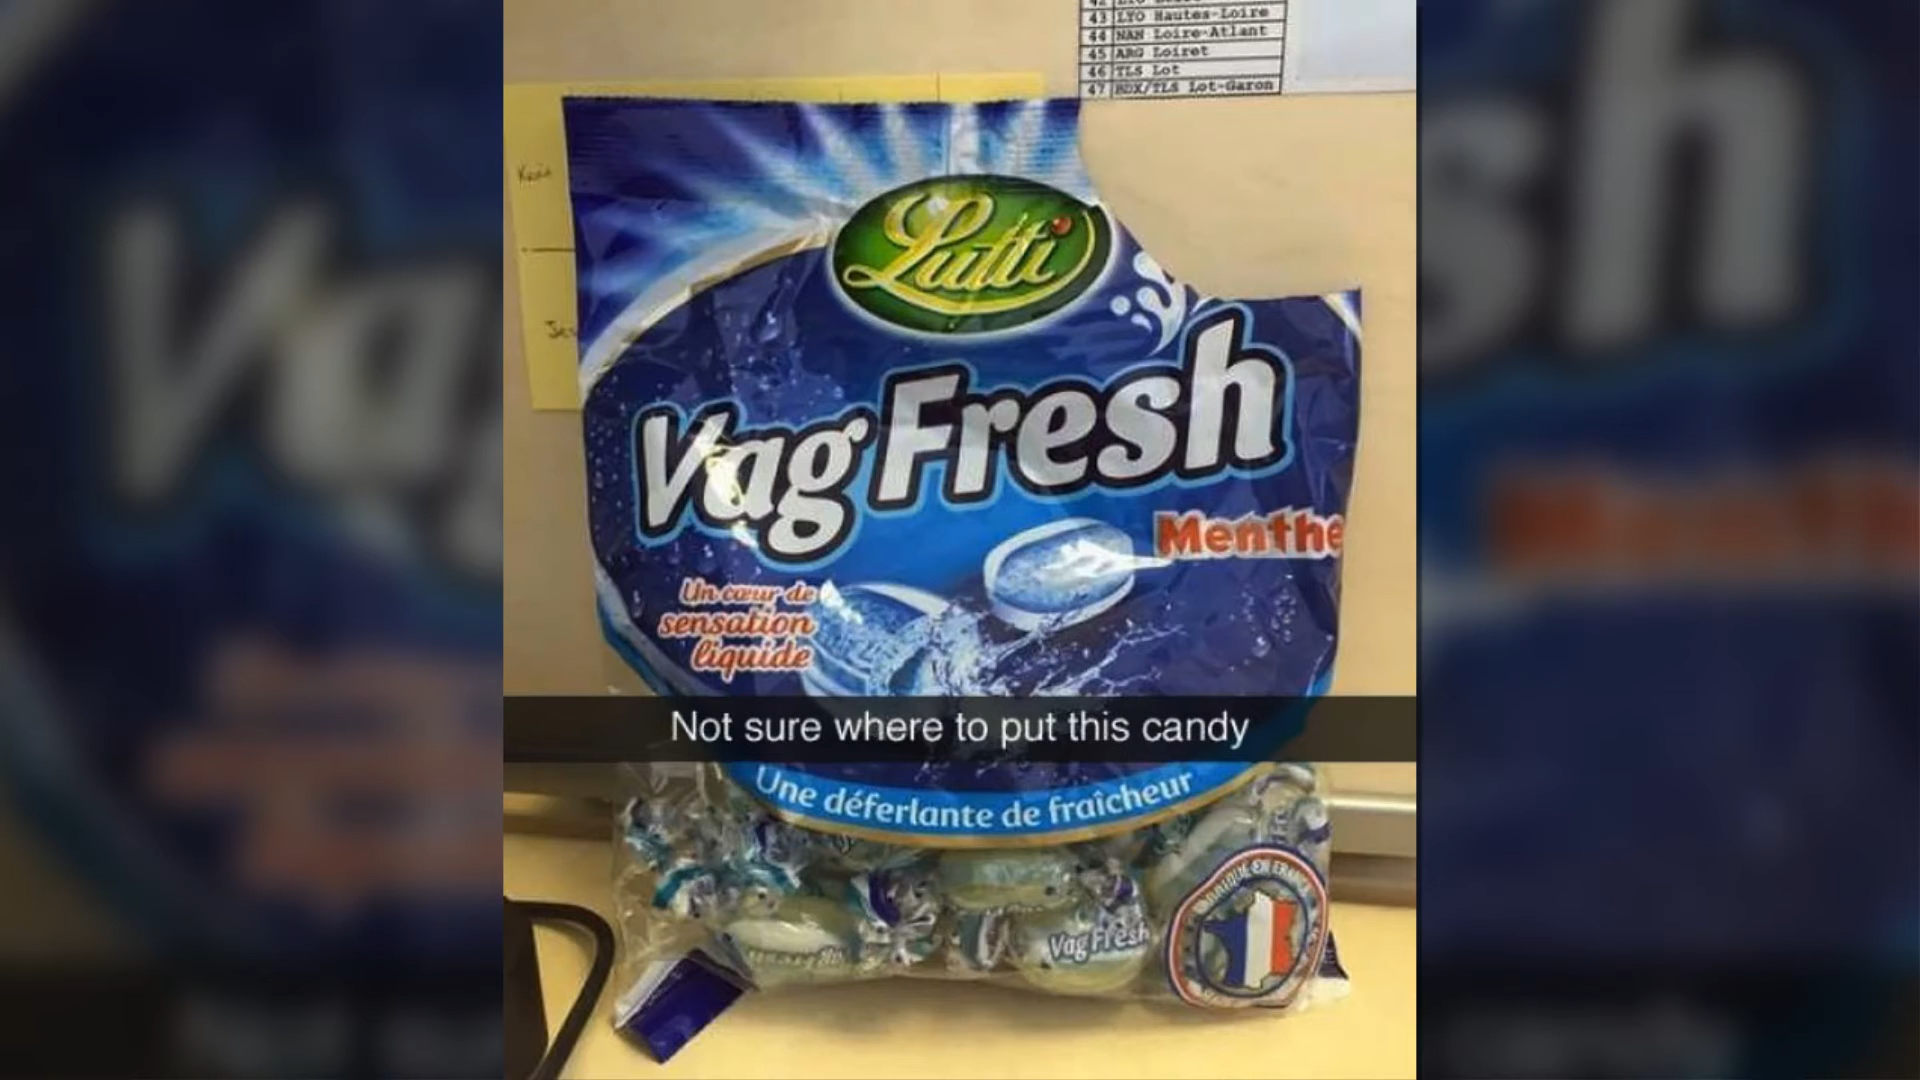 43 LYO Hautes-Loire
44 NAN Loire-Atlant
45 ARG Loiret
46 TLS Lot
47 BDX/TLS Lot-Garon
Lutti
Vag Fresh
Menthe
Un cœur de
sensation
liquide
Not sure where to put this candy
Une déferlante de fraîcheur
Vag Fresh